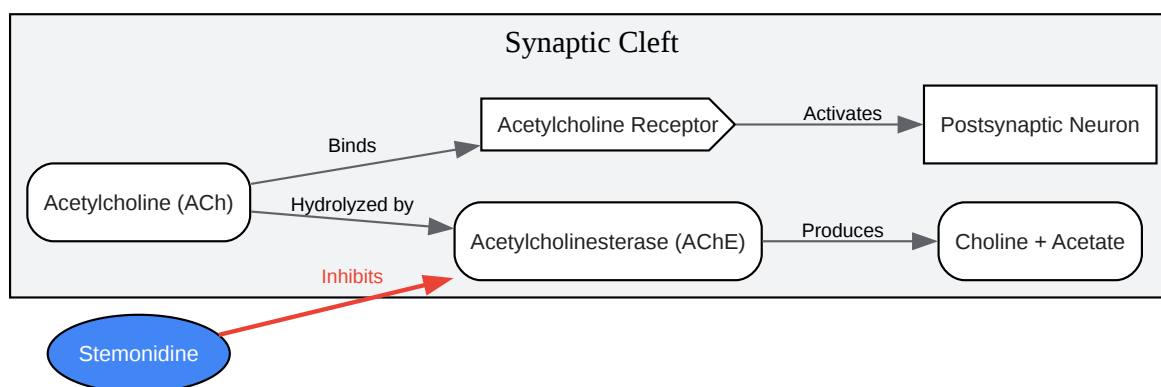 Synaptic Cleft
Acetylcholine Receptor
Activates
Postsynaptic Neuron
Binds
Acetylcholine (ACh)
Hydrolyzed by
Acetylcholinesterase (AChE)
Produces
Choline + Acetate
Inhibits
Stemonidine